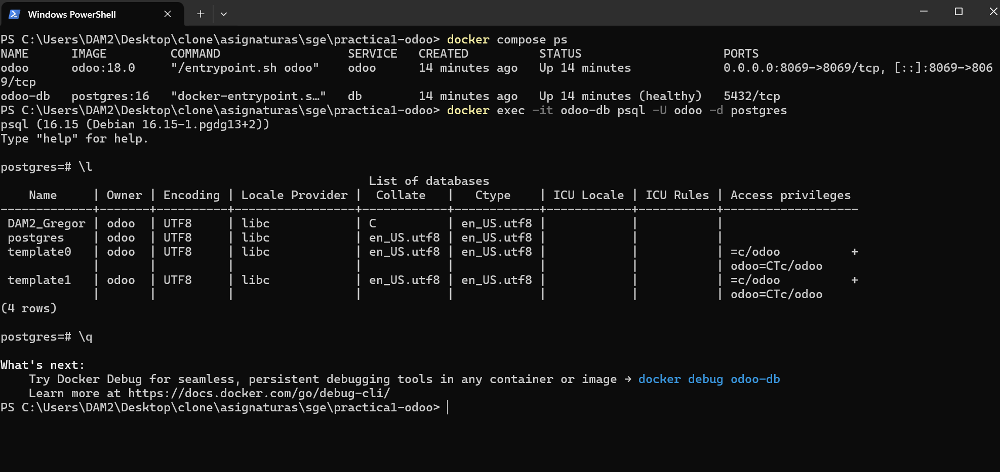 Windows PowerShell
PS C:\Users\DAM2\Desktop\clone\asignaturas\sge\practica1-odoo> docker compose ps
NAME      IMAGE         COMMAND                  SERVICE   CREATED          STATUS                    PORTS
odoo      odoo:18.0     "/entrypoint.sh odoo"    odoo      14 minutes ago   Up 14 minutes             0.0.0.0:8069->8069/tcp, [::]:8069->806
9/tcp
odoo-db   postgres:16   "docker-entrypoint.s…"   db        14 minutes ago   Up 14 minutes (healthy)   5432/tcp
PS C:\Users\DAM2\Desktop\clone\asignaturas\sge\practica1-odoo> docker exec -it odoo-db psql -U odoo -d postgres
psql (16.15 (Debian 16.15-1.pgdg13+2))
Type "help" for help.
postgres=# \l
                                                    List of databases
    Name     | Owner | Encoding | Locale Provider |  Collate   |   Ctype    | ICU Locale | ICU Rules | Access privileges
-------------+-------+----------+-----------------+------------+------------+------------+-----------+-------------------
 DAM2_Gregor | odoo  | UTF8     | libc            | C          | en_US.utf8 |            |           |
 postgres    | odoo  | UTF8     | libc            | en_US.utf8 | en_US.utf8 |            |           |
 template0   | odoo  | UTF8     | libc            | en_US.utf8 | en_US.utf8 |            |           | =c/odoo          +
             |       |          |                 |            |            |            |           | odoo=CTc/odoo
 template1   | odoo  | UTF8     | libc            | en_US.utf8 | en_US.utf8 |            |           | =c/odoo          +
             |       |          |                 |            |            |            |           | odoo=CTc/odoo
(4 rows)
postgres=# \q
What's next:
    Try Docker Debug for seamless, persistent debugging tools in any container or image → docker debug odoo-db
    Learn more at https://docs.docker.com/go/debug-cli/
PS C:\Users\DAM2\Desktop\clone\asignaturas\sge\practica1-odoo>